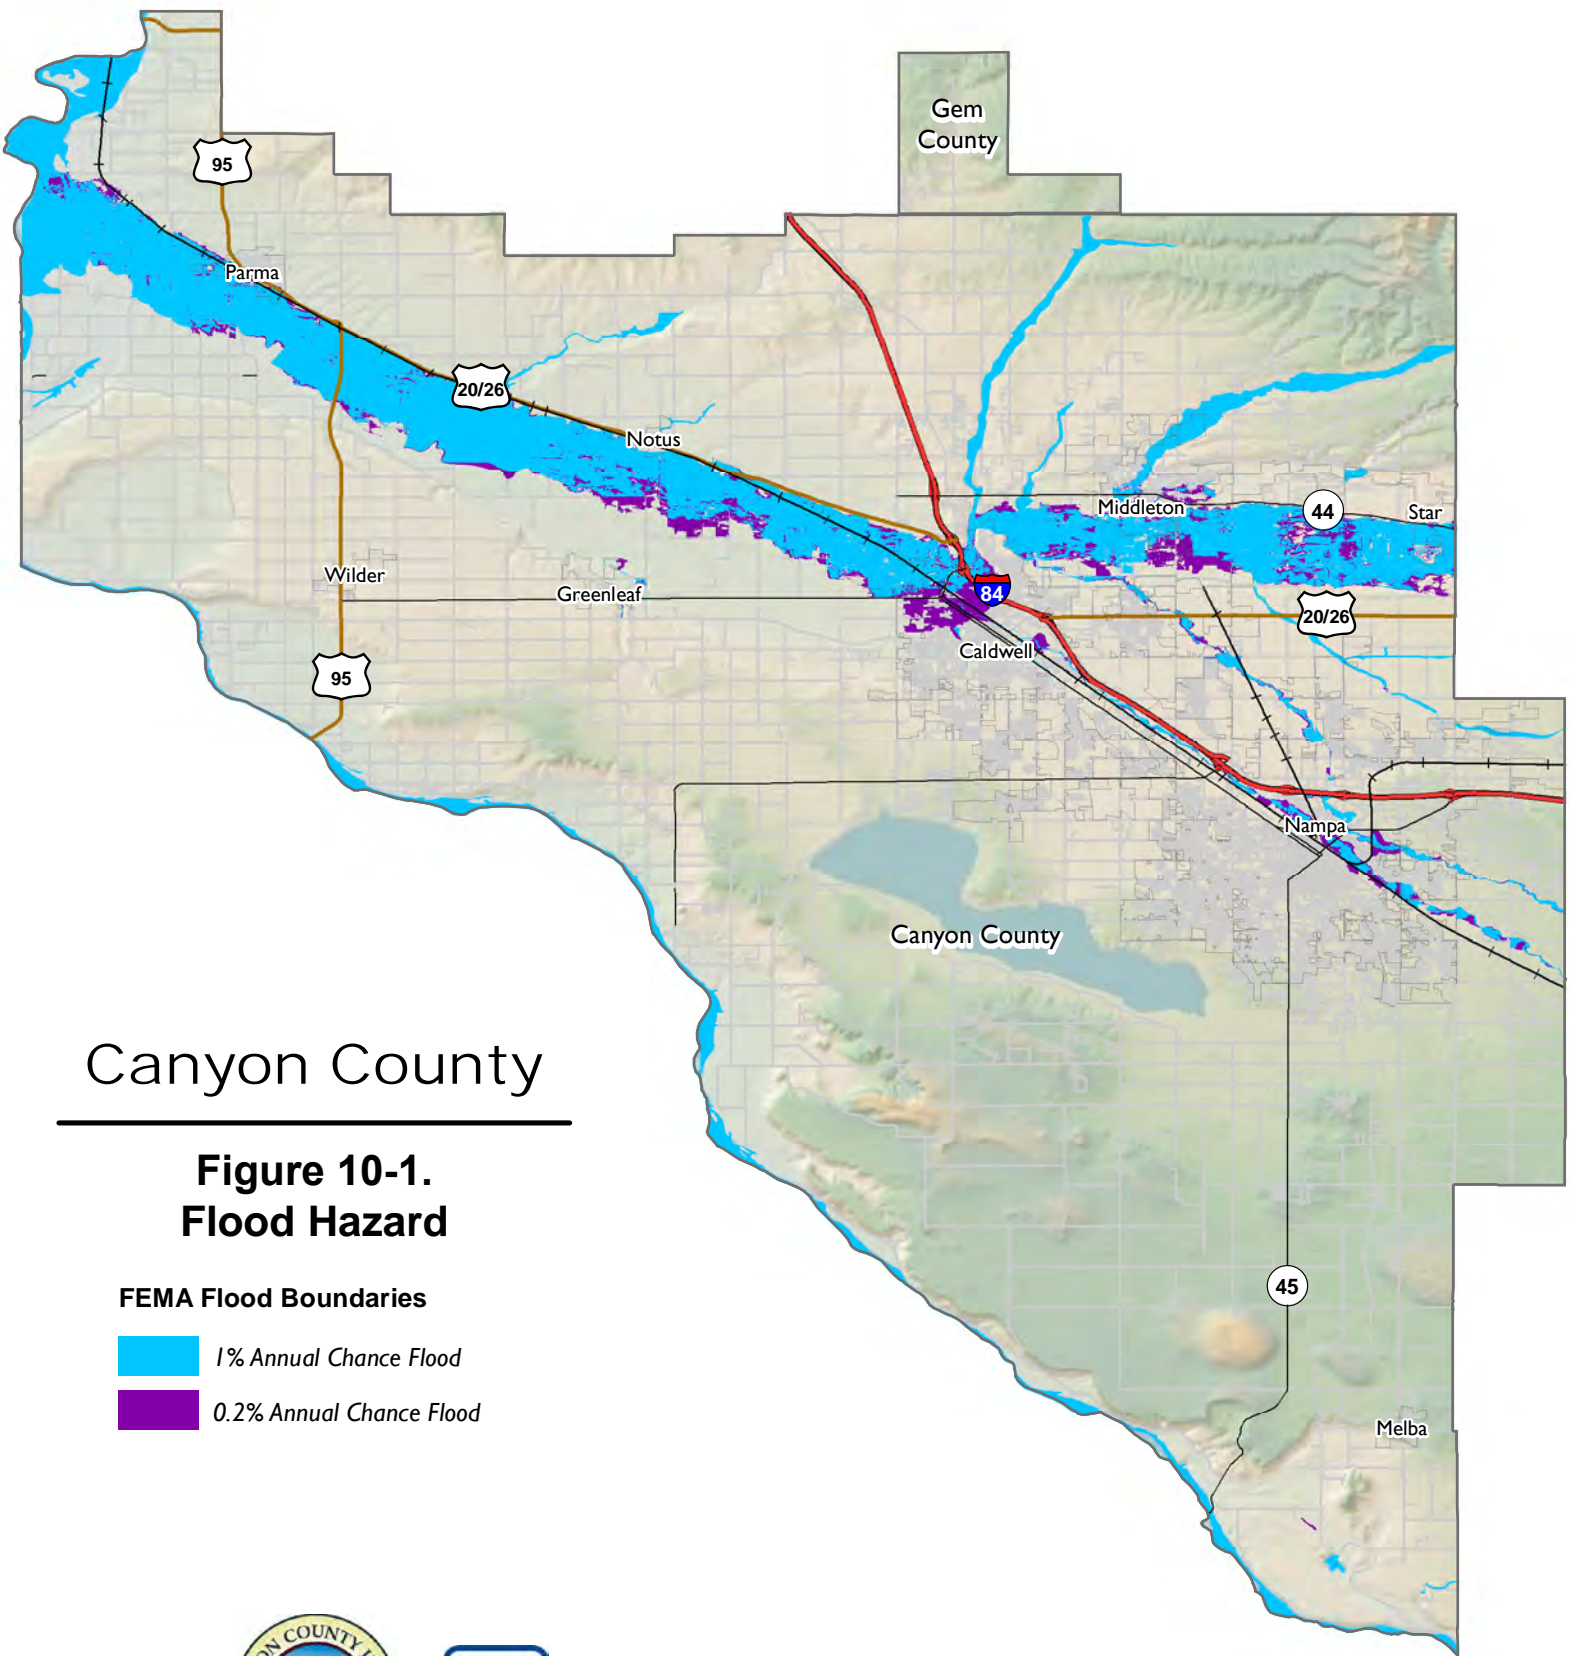 Gem
County
95
Parma
20/26
Notus
Middleton
44
Star
Wilder
Greenleaf
84
20/26
Caldwell
95
Nampa
Canyon County
Canyon County
Figure 10-1.
Flood Hazard
FEMA Flood Boundaries
1% Annual Chance Flood
0.2% Annual Chance Flood
45
Melba
COUNTY